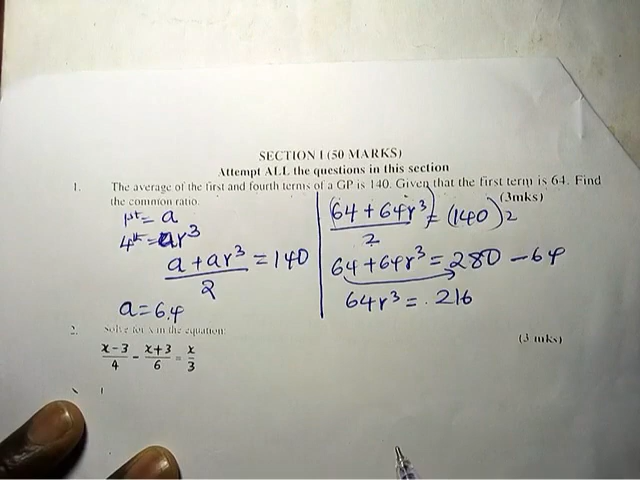 SECTION I (50 MARKS)
Attempt ALL the questions in this section
1. The average of the first and fourth terms of a GP is 140. Given that the first term is 64. Find
the common ratio. (3mks)
1st = a
4th = ar³
a + ar³ = 140
2
a = 64
(64 + 64r³) = (140)2
2
64 + 64r³ = 280 - 64
64r³ = 216
2. Solve for x in the equation: (3 mks)
x-3/4 - x+3/6 = x/3